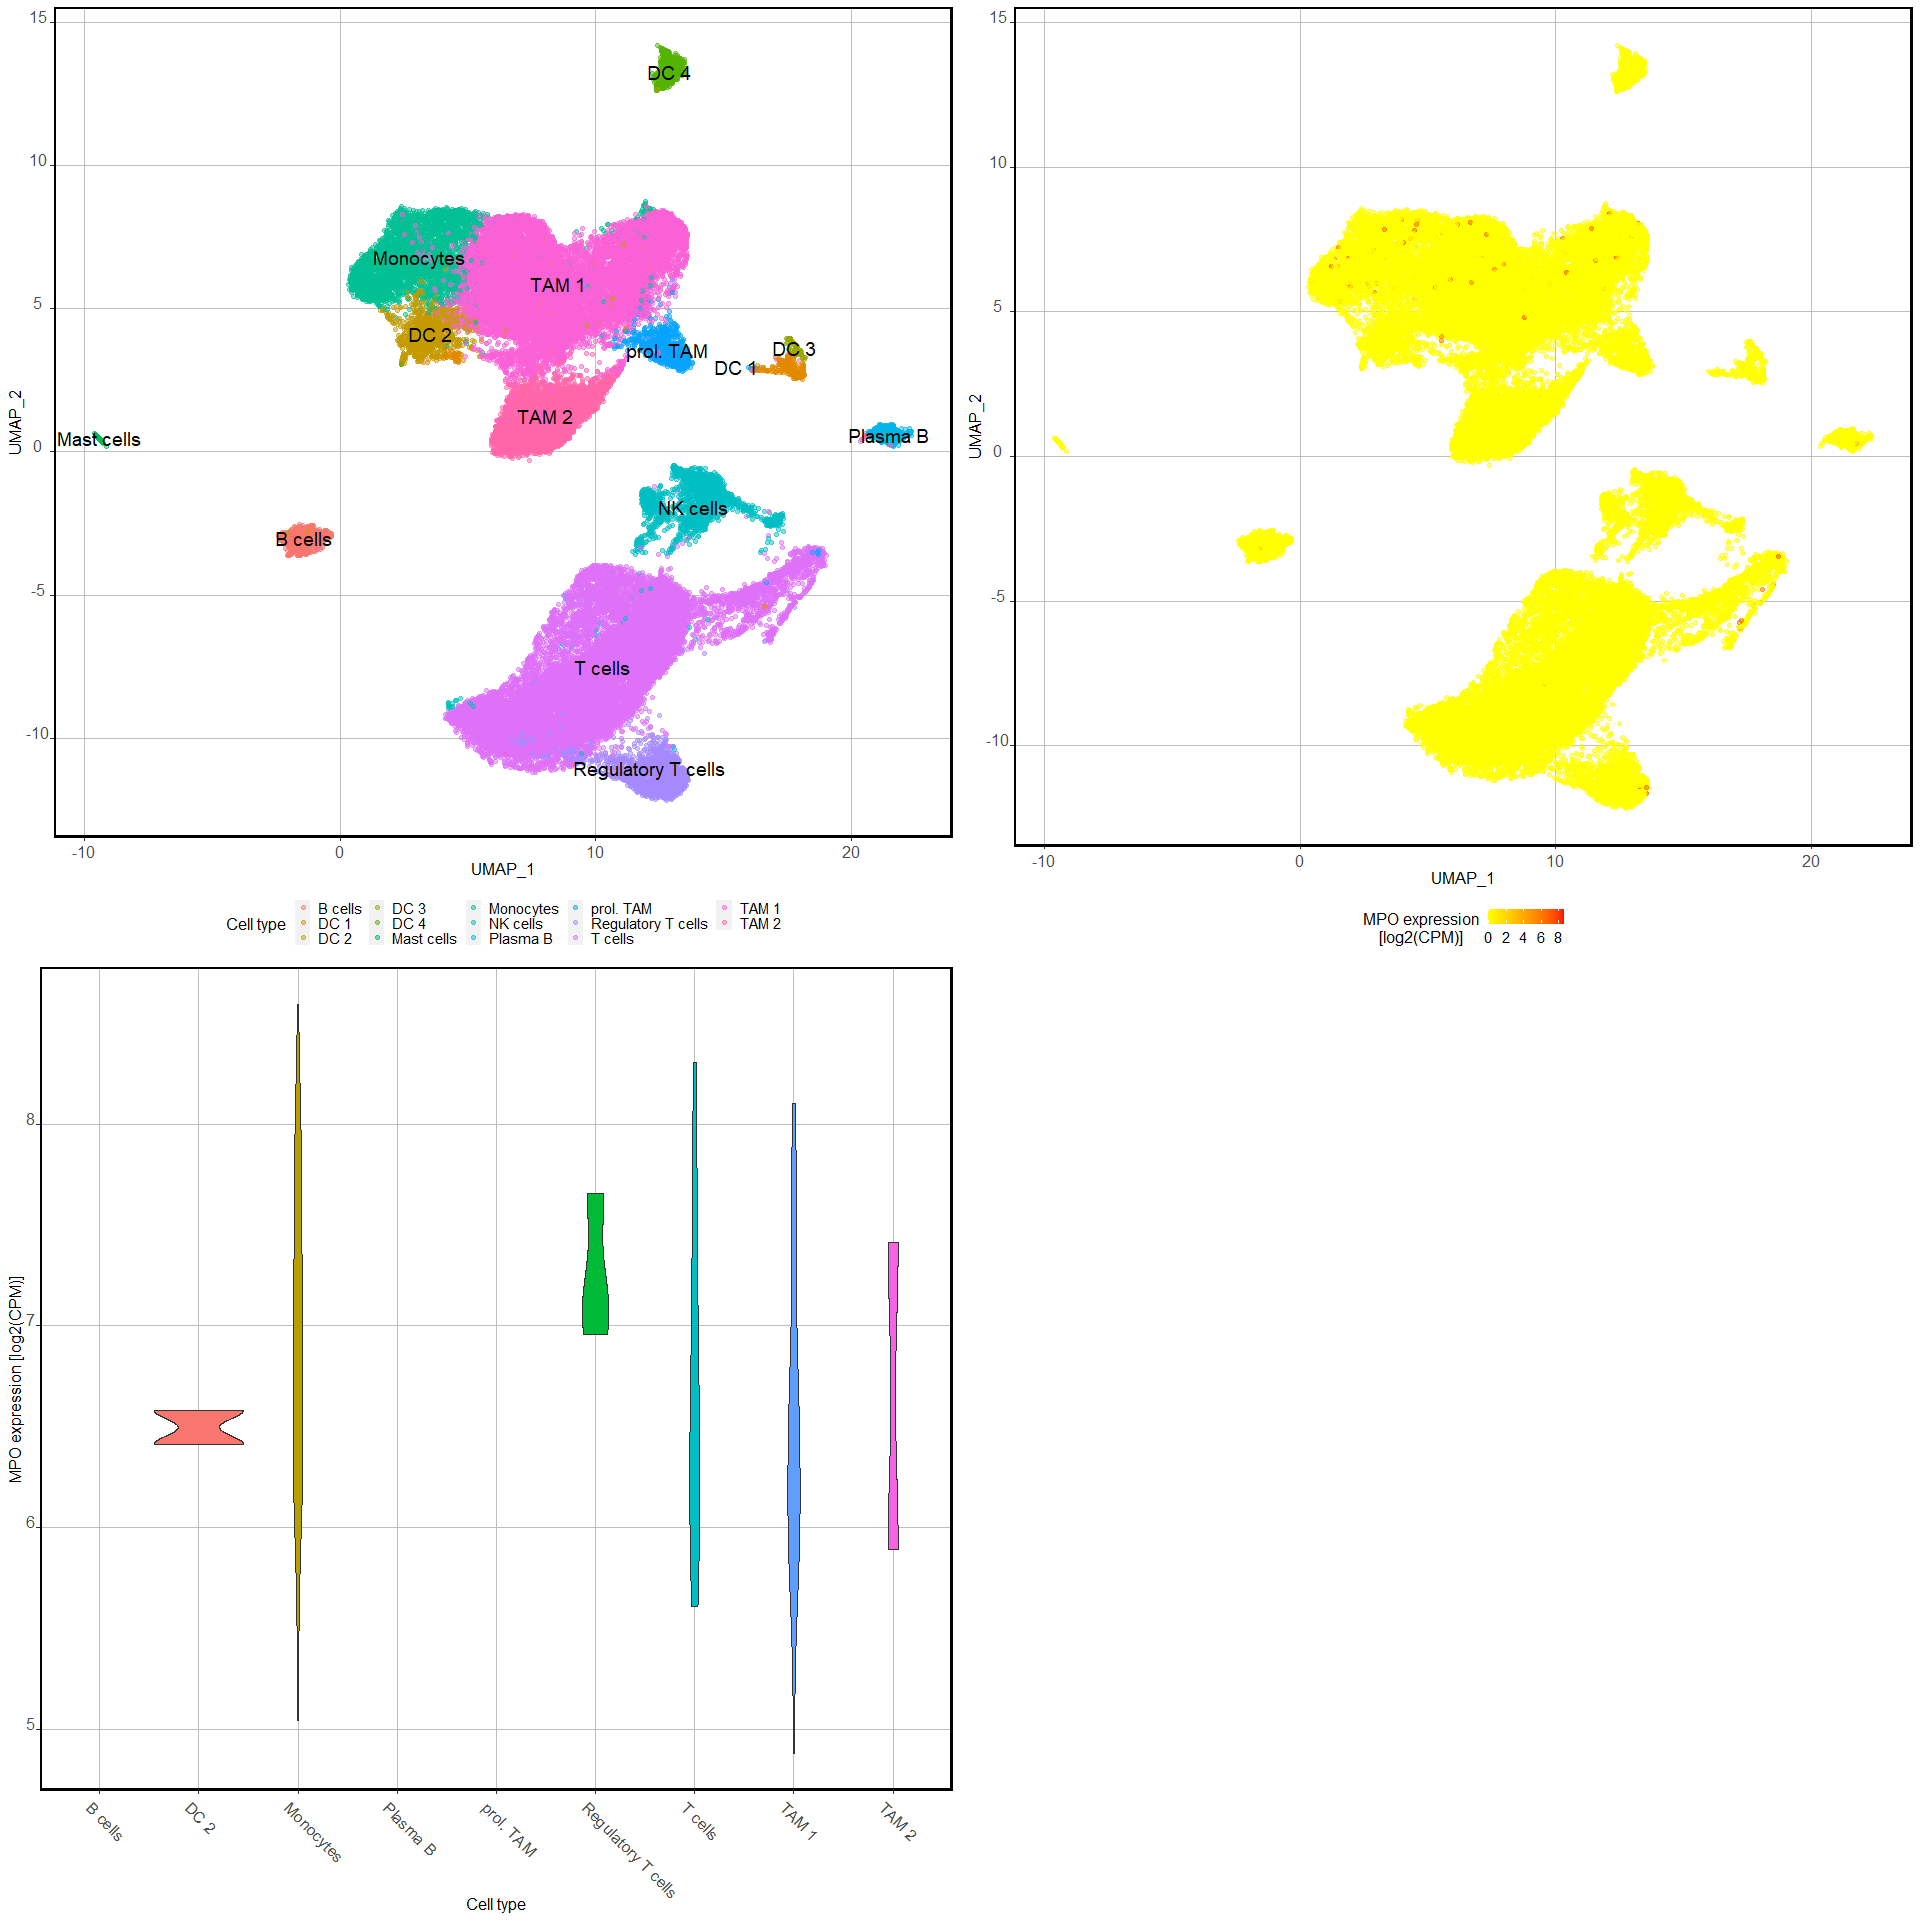 15
10
5
0
-5
-10
UMAP_2
DC 4
Monocytes
TAM 1
DC 2
prol. TAM
DC 3
DC 1
TAM 2
Mast cells
Plasma B
NK cells
B cells
T cells
Regulatory T cells
-10 0 10 20
UMAP_1
Cell type
B cells DC 3 Monocytes prol. TAM TAM 1
DC 1 DC 4 NK cells Regulatory T cells TAM 2
DC 2 Mast cells Plasma B T cells
15
10
5
0
-5
-10
UMAP_2
-10 0 10 20
UMAP_1
MPO expression
[log2(CPM)]
0 2 4 6 8
8
7
6
5
MPO expression [log2(CPM)]
B cells
DC 2
Monocytes
Plasma B
prol. TAM
Regulatory T cells
T cells
TAM 1
TAM 2
Cell type